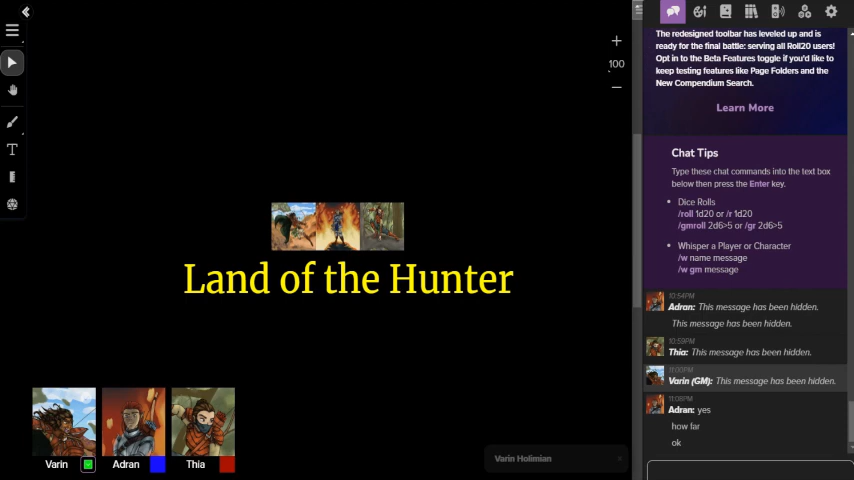 The redesigned toolbar has leveled up and is
ready for the final battle: serving all Roll20 users!
Opt in to the Beta Features toggle if you'd like to
keep testing features like Page Folders and the
New Compendium Search.
Learn More
100
Chat Tips
Type these chat commands into the text box
below then press the Enter key.
Dice Rolls
/roll 1d20 or /r 1d20
/gmroll 2d6>5 or /gr 2d6>5
Whisper a Player or Character
/w name message
/w gm message
Land of the Hunter
10:54PM
Adran: This message has been hidden.
This message has been hidden.
10:59PM
Thia: This message has been hidden.
11:00PM
Varin (GM): This message has been hidden.
11:08PM
Adran: yes
how far
ok
Varin Holimian
Varin
Adran
Thia